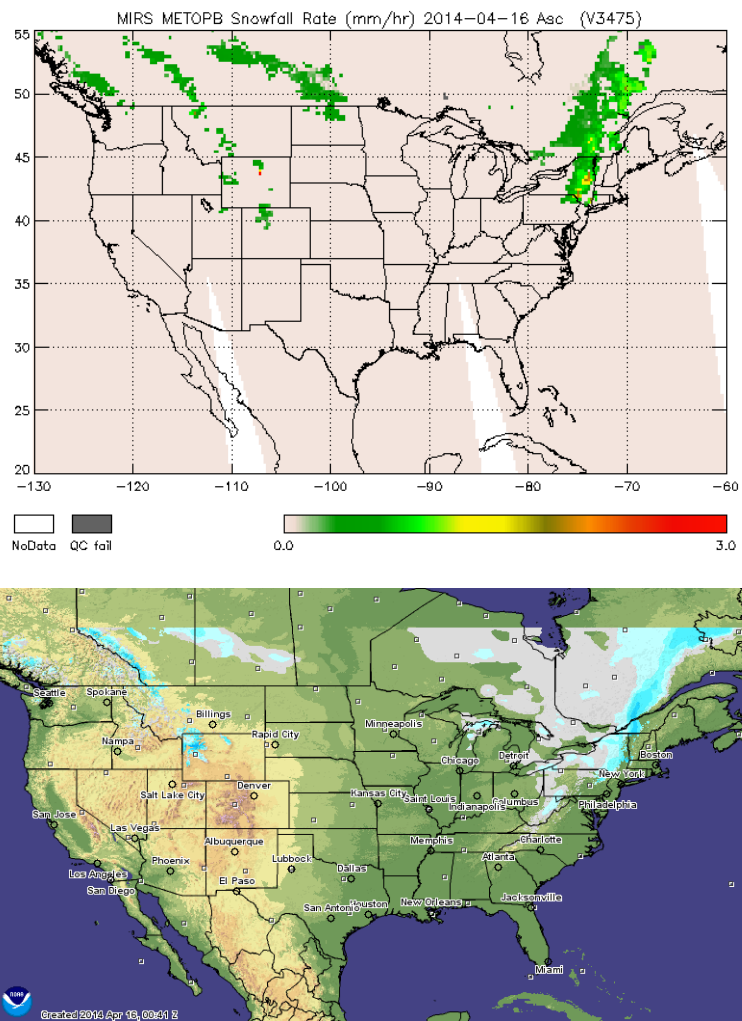 MIRS METOPB Snowfall Rate (mm/hr) 2014-04-16 Asc (V3475)
55
50
45
40
35
30
25
20
-130 -120 -110 -100 -90 -80 -70 -60
NoData QC fail
0.0 3.0
Seattle Spokane
Billings
Minneapolis
Rapid City
Nampa
Boston
Detroit
Chicago
New York
Salt Lake City
Denver
Kansas City
Saint Louis
Indianapolis
Columbus
Philadelphia
San Jose
Las Vegas
Albuquerque
Memphis
Charlotte
Phoenix
Lubbock
Atlanta
Los Angeles
Dallas
San Diego
El Paso
San Antonio
Houston
New Orleans
Jacksonville
Miami
NOAA
Created 2014 Apr 16, 00:41 Z